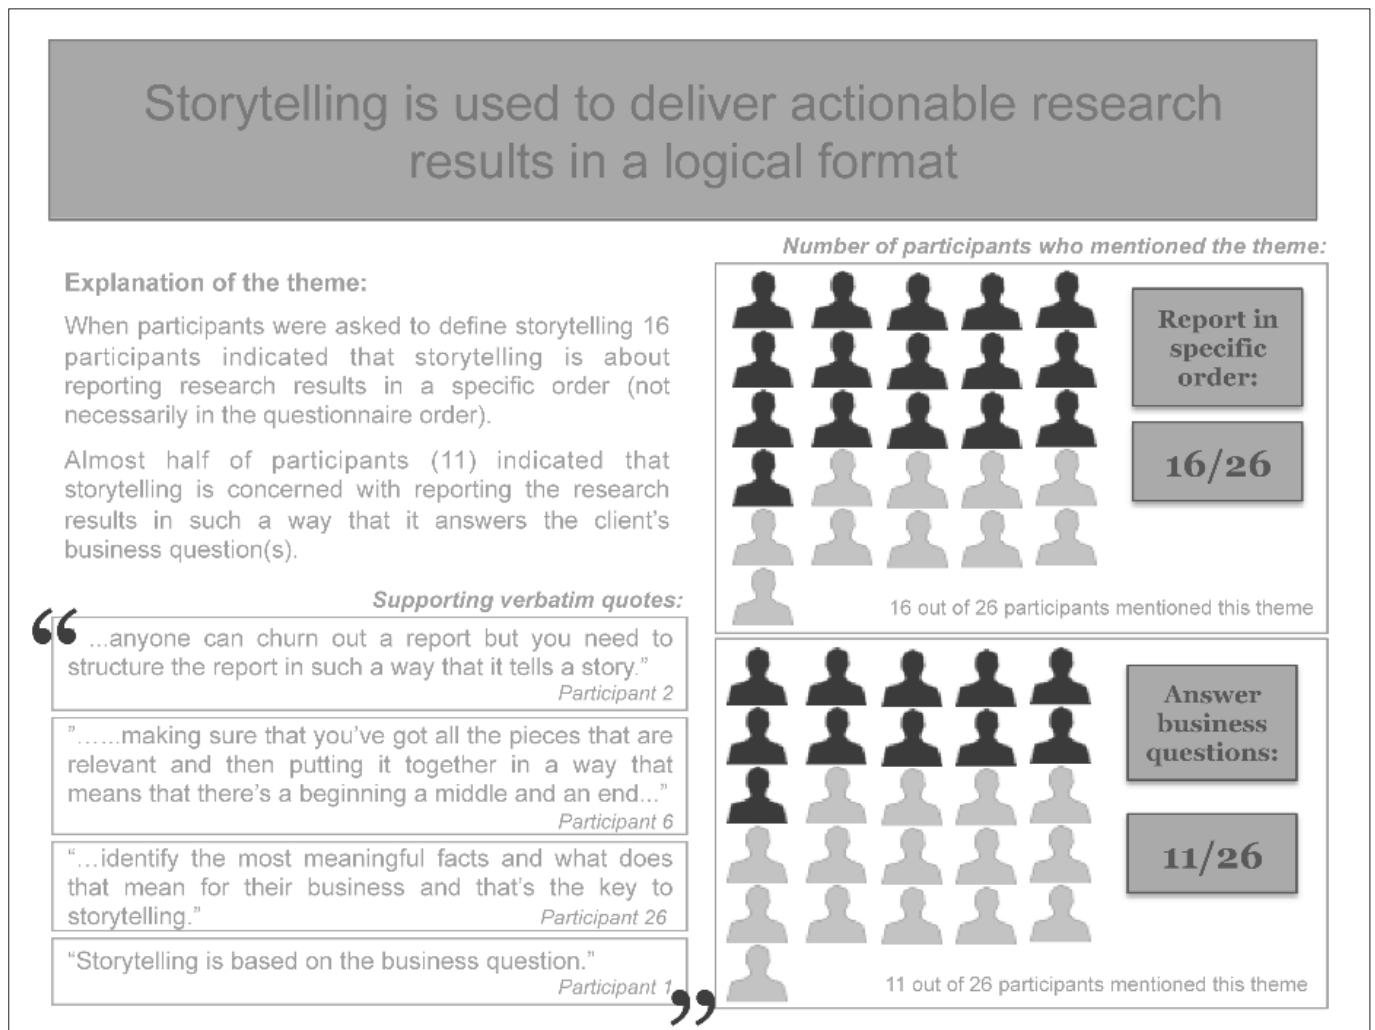 Storytelling is used to deliver actionable research
results in a logical format
Explanation of the theme:
When participants were asked to define storytelling 16
participants indicated that storytelling is about
reporting research results in a specific order (not
necessarily in the questionnaire order).
Almost half of participants (11) indicated that
storytelling is concerned with reporting the research
results in such a way that it answers the client’s
business question(s).
Supporting verbatim quotes:
“
…anyone can churn out a report but you need to
structure the report in such a way that it tells a story.”
Participant 2
”……making sure that you’ve got all the pieces that are
relevant and then putting it together in a way that
means that there’s a beginning a middle and an end...”
Participant 6
“…identify the most meaningful facts and what does
that mean for their business and that’s the key to
storytelling.”
Participant 26
“Storytelling is based on the business question.”
Participant 1
”
Number of participants who mentioned the theme:
Report in
specific
order:
16/26
16 out of 26 participants mentioned this theme
Answer
business
questions:
11/26
11 out of 26 participants mentioned this theme